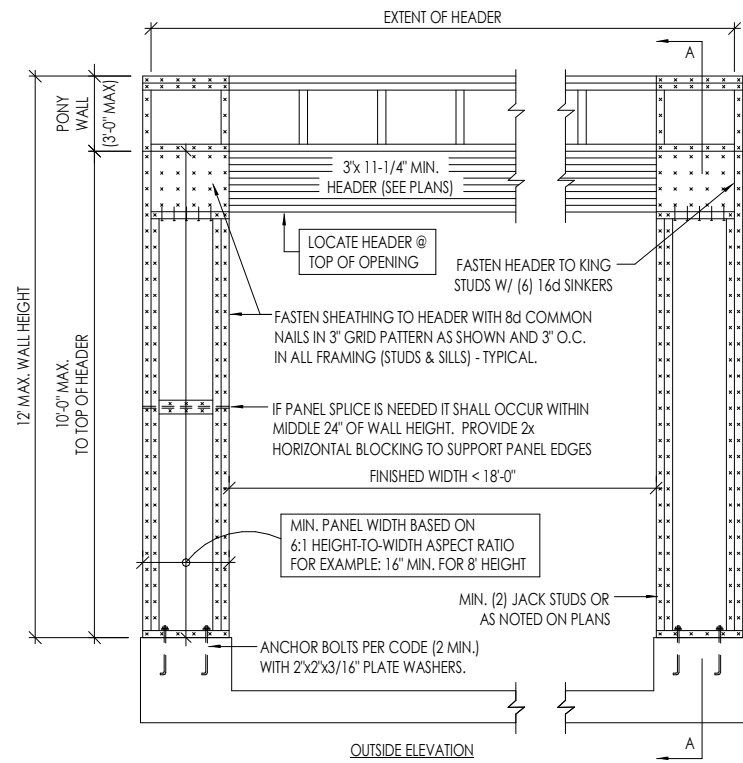 EXTENT OF HEADER
A
PONY
WALL
(3'-0" MAX)
3"x 11-1/4" MIN.
HEADER (SEE PLANS)
LOCATE HEADER @
TOP OF OPENING
FASTEN HEADER TO KING
STUDS W/ (6) 16d SINKERS
12' MAX. WALL HEIGHT
10'-0" MAX.
TO TOP OF HEADER
FASTEN SHEATHING TO HEADER WITH 8d COMMON
NAILS IN 3" GRID PATTERN AS SHOWN AND 3" O.C.
IN ALL FRAMING (STUDS & SILLS) - TYPICAL.
IF PANEL SPLICE IS NEEDED IT SHALL OCCUR WITHIN
MIDDLE 24" OF WALL HEIGHT. PROVIDE 2x
HORIZONTAL BLOCKING TO SUPPORT PANEL EDGES
FINISHED WIDTH < 18'-0"
MIN. PANEL WIDTH BASED ON
6:1 HEIGHT-TO-WIDTH ASPECT RATIO
FOR EXAMPLE: 16" MIN. FOR 8' HEIGHT
MIN. (2) JACK STUDS OR
AS NOTED ON PLANS
ANCHOR BOLTS PER CODE (2 MIN.)
WITH 2"x2"x3/16" PLATE WASHERS.
OUTSIDE ELEVATION
A